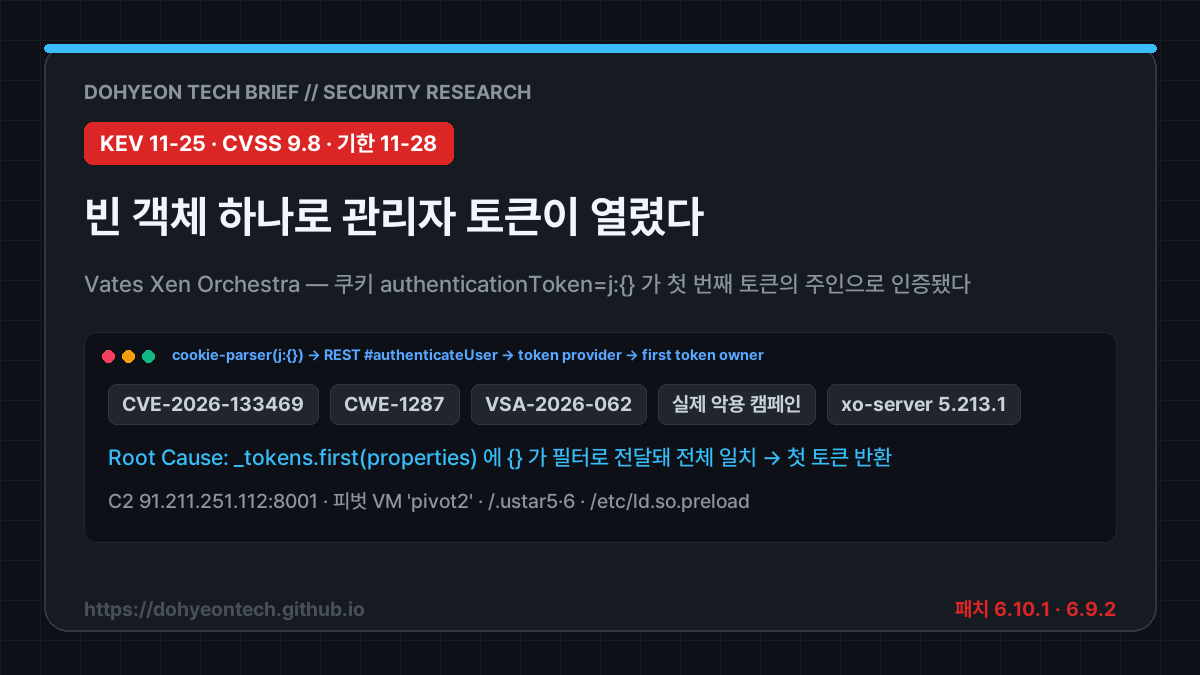 DOHYEON TECH BRIEF // SECURITY RESEARCH
KEV 11-25 · CVSS 9.8 · 기한 11-28
빈 객체 하나로 관리자 토큰이 열렸다
Vates Xen Orchestra — 쿠키 authenticationToken=j:{} 가 첫 번째 토큰의 주인으로 인증됐다
cookie-parser(j:{}) → REST #authenticateUser → token provider → first token owner
CVE-2026-133469 CWE-1287 VSA-2026-062 실제 악용 캠페인 xo-server 5.213.1
Root Cause: _tokens.first(properties) 에 {} 가 필터로 전달돼 전체 일치 → 첫 토큰 반환
C2 91.211.251.112:8001 · 피벗 VM 'pivot2' · /.ustar5·6 · /etc/ld.so.preload
https://dohyeontech.github.io
패치 6.10.1 · 6.9.2